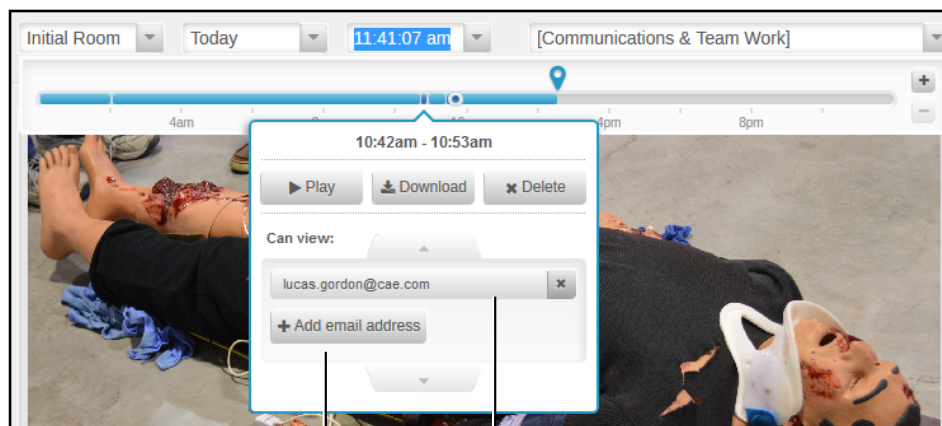 Initial Room Today 11:41:07 am [Communications & Team Work]
4am 4pm 8pm
10:42am - 10:53am
Play Download Delete
Can view:
lucas.gordon@cae.com
Add email address